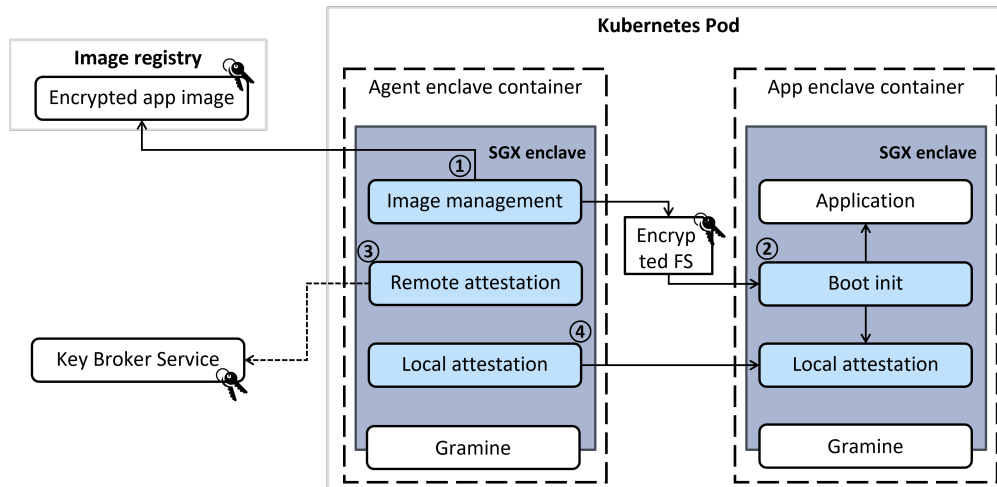 Kubernetes Pod
Image registry
Encrypted app image
Agent enclave container
App enclave container
SGX enclave
SGX enclave
①
Image management
Application
Encryp
ted FS
②
③
Remote attestation
Boot init
④
Key Broker Service
Local attestation
Local attestation
Gramine
Gramine